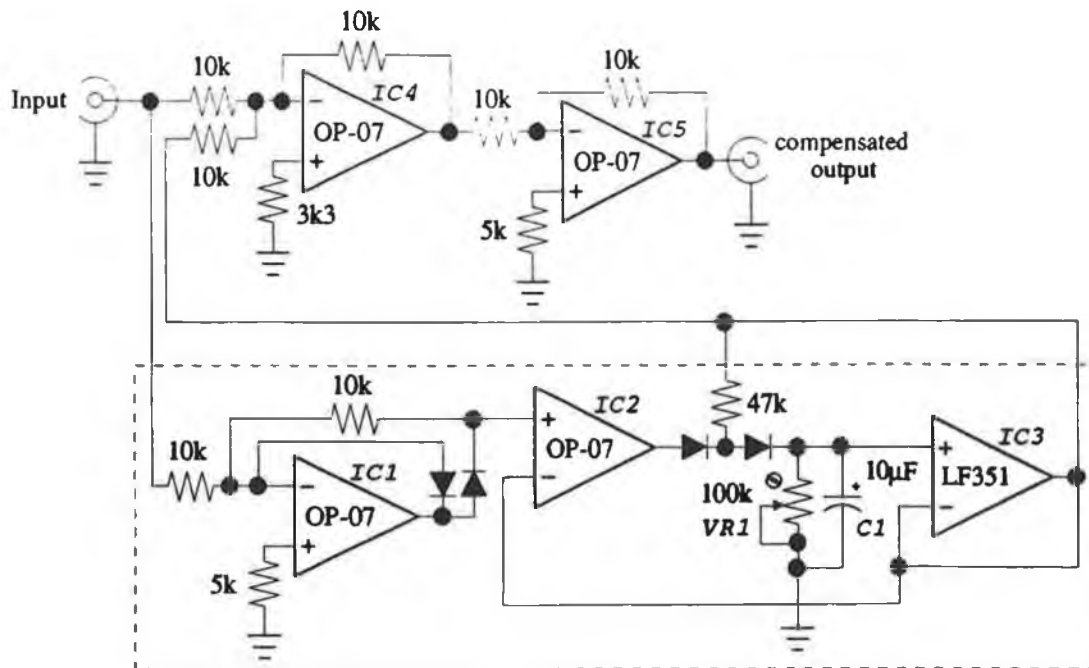 10k
10k
Input
IC4
OP-07
10k
3k3
10k
10k
IC5
OP-07
5k
compensated
output
10k
10k
IC1
OP-07
5k
IC2
OP-07
47k
100k
VR1
10µF
C1
IC3
LF351